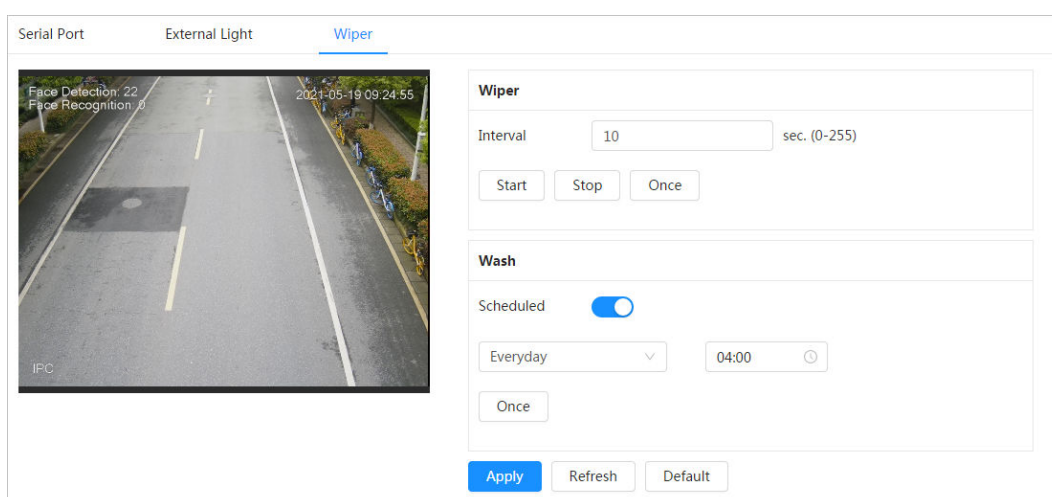 Serial Port External Light Wiper
Face Detection: 22
Face Recognition: 0
2021-05-19 09:24:55
IPC
Wiper
Interval 10 sec. (0-255)
Start Stop Once
Wash
Scheduled
Everyday 04:00
Once
Apply Refresh Default